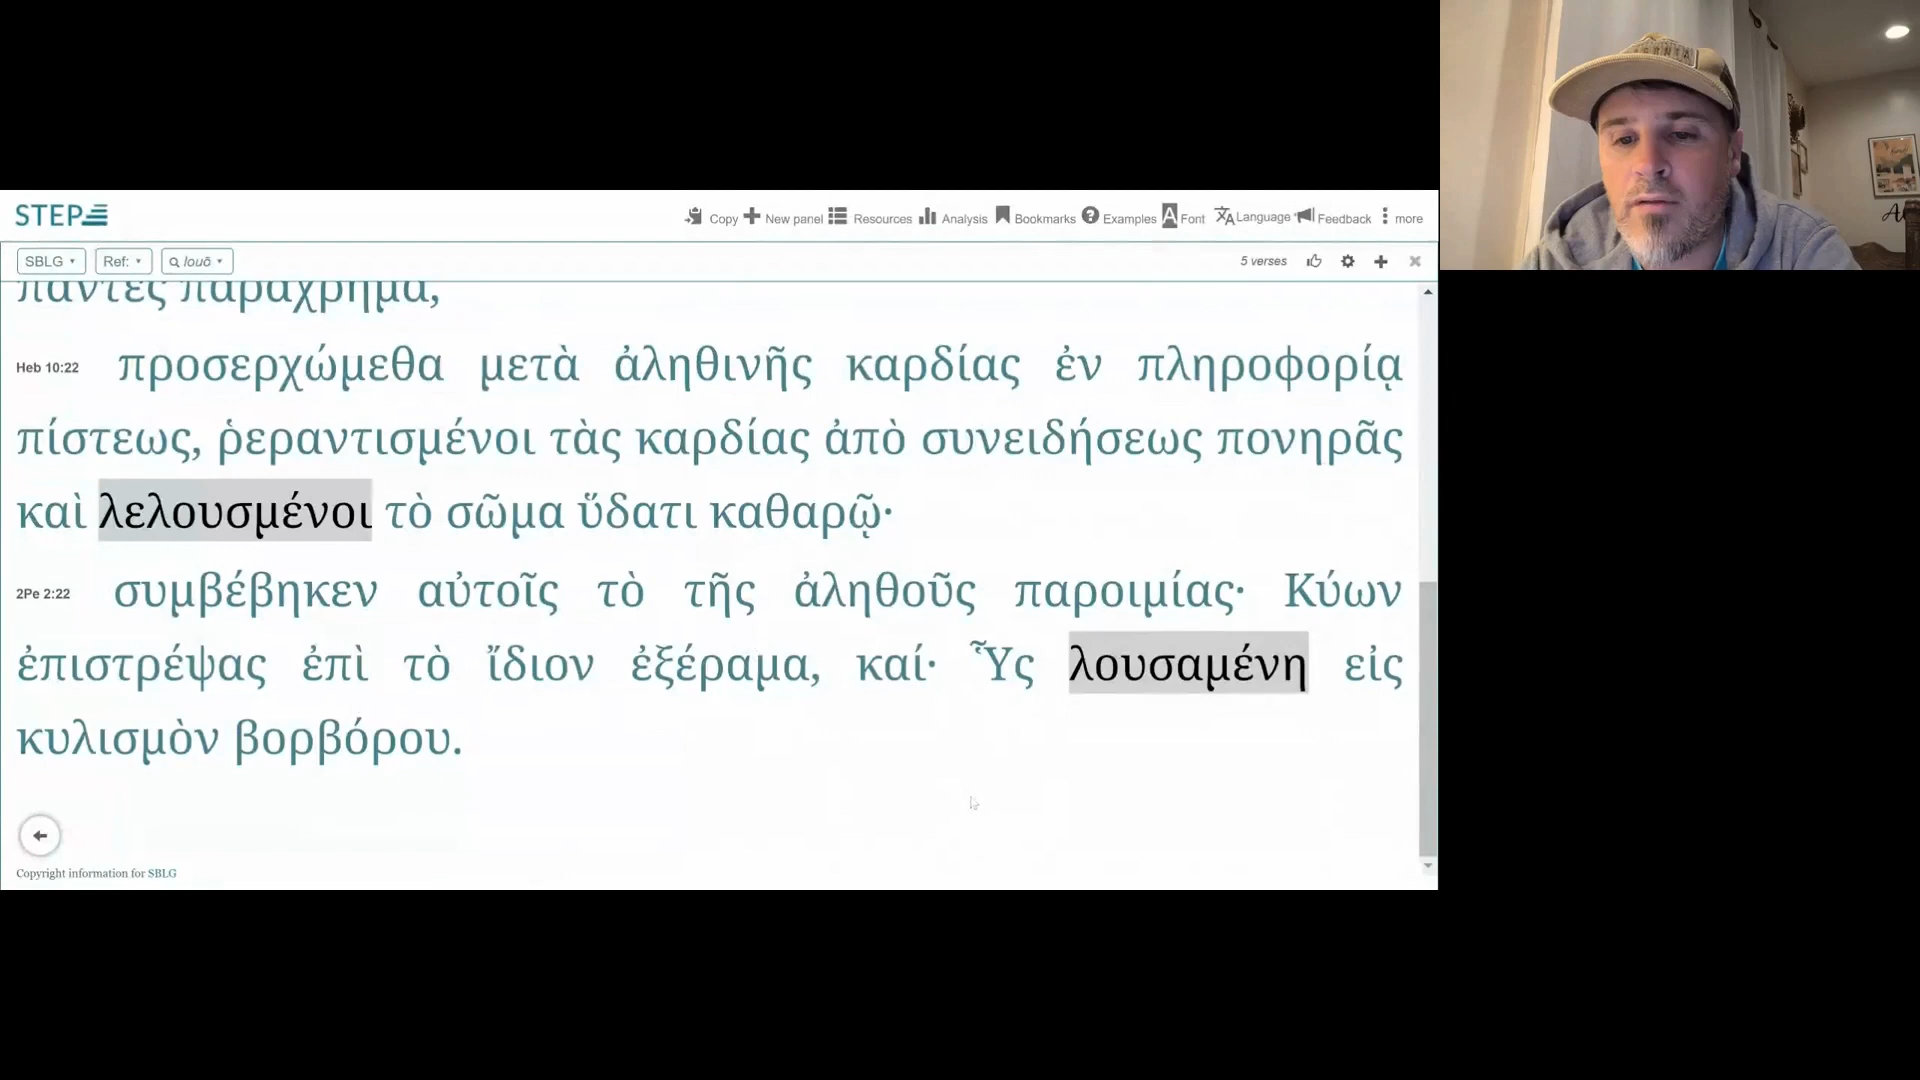 STEP
Copy New panel Resources Analysis Bookmarks Examples A Font Language Feedback more
SBLG Ref: louō 5 verses
πάντες παραχρῆμα,
Heb 10:22 προσερχώμεθα μετὰ ἀληθινῆς καρδίας ἐν πληροφορίᾳ
πίστεως, ῥεραντισμένοι τὰς καρδίας ἀπὸ συνειδήσεως πονηρᾶς
καὶ λελουσμένοι τὸ σῶμα ὕδατι καθαρῷ·
2Pe 2:22 συμβέβηκεν αὐτοῖς τὸ τῆς ἀληθοῦς παροιμίας· Κύων
ἐπιστρέψας ἐπὶ τὸ ἴδιον ἐξέραμα, καί· Ὗς λουσαμένη εἰς
κυλισμὸν βορβόρου.
Copyright information for SBLG